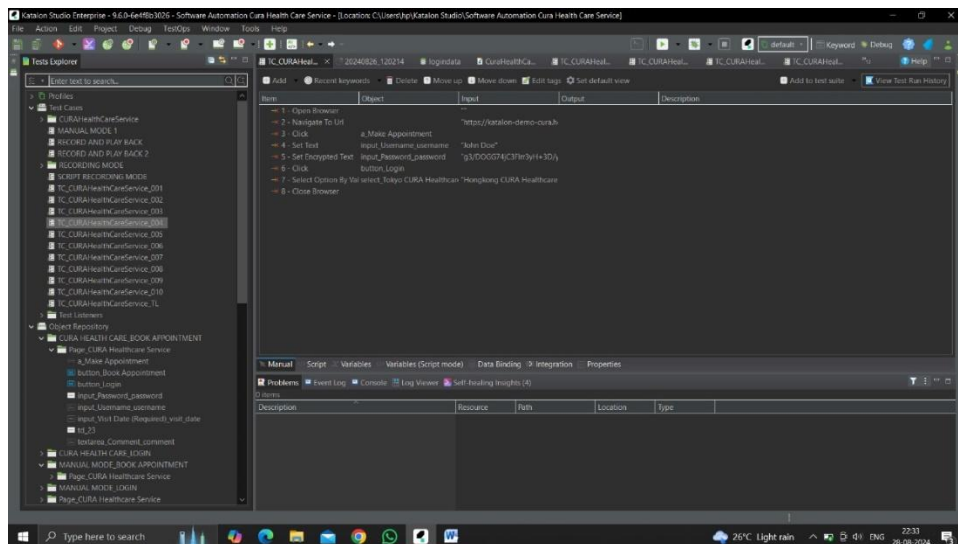 Katalon Studio Enterprise - 9.6.0-6e4f8b3026 - Software Automation Cura Health Care Service - [Location: C:\Users\hp\Katalon Studio\Software Automation Cura Health Care Service]
File Action Edit Project Debug TestOps Window Tools Help
default Keyword Debug
Tests Explorer
TC_CURAHeal... 20240826_120214 logindata CuraHealthCa... TC_CURAHeal... TC_CURAHeal... TC_CURAHeal... TC_CURAHeal... Help
Enter text to search...
Add Recent keywords Delete Move up Move down Edit tags Set default view Add to test suite View Test Run History
Item Object Input Output Description
1 - Open Browser ""
2 - Navigate To Url "https://katalon-demo-cura.h
3 - Click a_Make Appointment
4 - Set Text input_Username_username "John Doe"
5 - Set Encrypted Text input_Password_password
6 - Click button_Login
7 - Select Option By Val select_Tokyo CURA Healthcan "Hongkong CURA Healthcare
8 - Close Browser
Profiles
Test Cases
CURAHealthCareService
MANUAL MODE 1
RECORD AND PLAY BACK
RECORD AND PLAY BACK 2
RECORDING MODE
SCRIPT RECORDING MODE
TC_CURAHealthCareService_001
TC_CURAHealthCareService_002
TC_CURAHealthCareService_003
TC_CURAHealthCareService_004
TC_CURAHealthCareService_005
TC_CURAHealthCareService_006
TC_CURAHealthCareService_007
TC_CURAHealthCareService_008
TC_CURAHealthCareService_009
TC_CURAHealthCareService_010
TC_CURAHealthCareService_TL
Test Listeners
Object Repository
CURA HEALTH CARE_BOOK APPOINTMENT
Page_CURA Healthcare Service
a_Make Appointment
button_Book Appointment
button_Login
input_Password_password
input_Username_username
input_Visit Date (Required)_visit_date
td_23
textarea_Comment_comment
CURA HEALTH CARE_LOGIN
MANUAL MODE_BOOK APPOINTMENT
Page_CURA Healthcare Service
MANUAL MODE_LOGIN
Page_CURA Healthcare Service
Manual Script Variables Variables (Script mode) Data Binding Integration Properties
Problems Event Log Console Log Viewer Self-healing Insights (4)
0 items
Description Resource Path Location Type
Type here to search
26°C Light rain ENG 22:33
28-08-2024